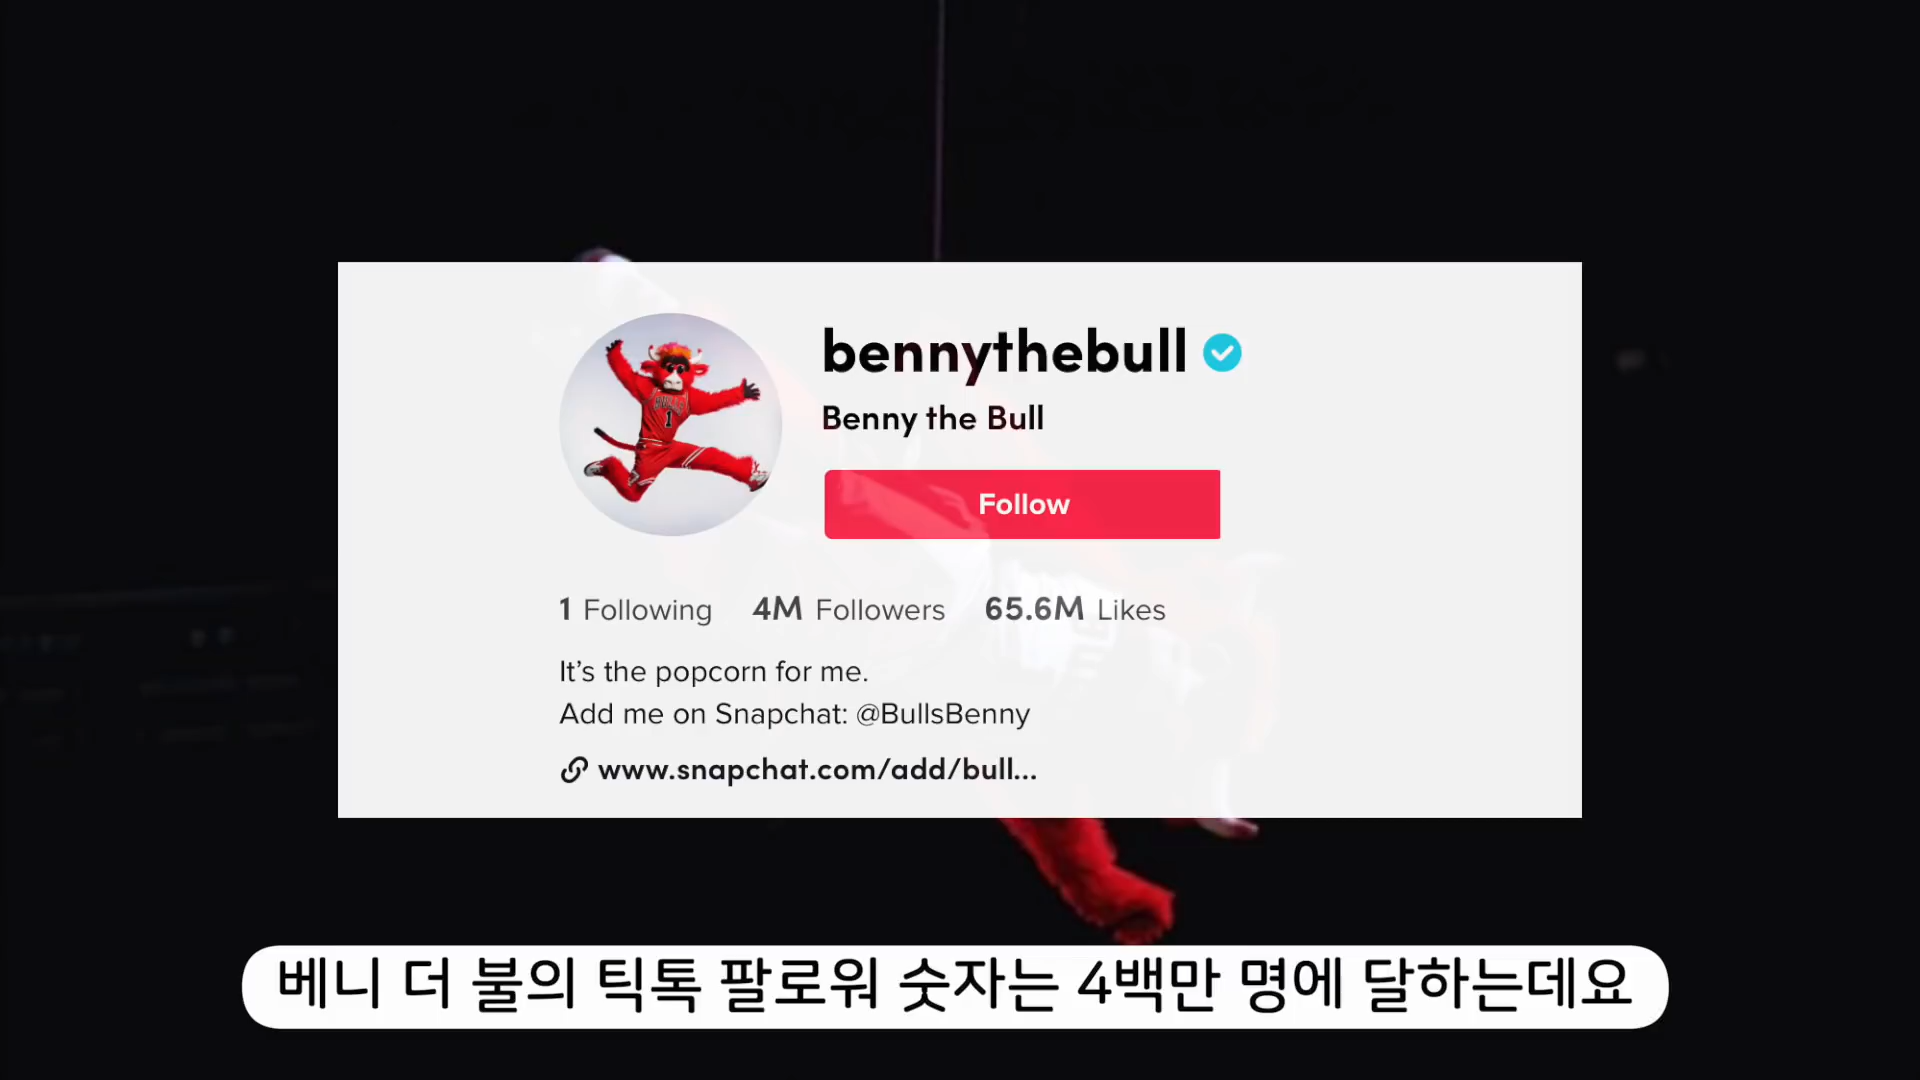 bennythebull
Benny the Bull
Follow
1 Following 4M Followers 65.6M Likes
It’s the popcorn for me.
Add me on Snapchat: @BullsBenny
www.snapchat.com/add/bull...
베니 더 불의 틱톡 팔로워 숫자는 4백만 명에 달하는데요